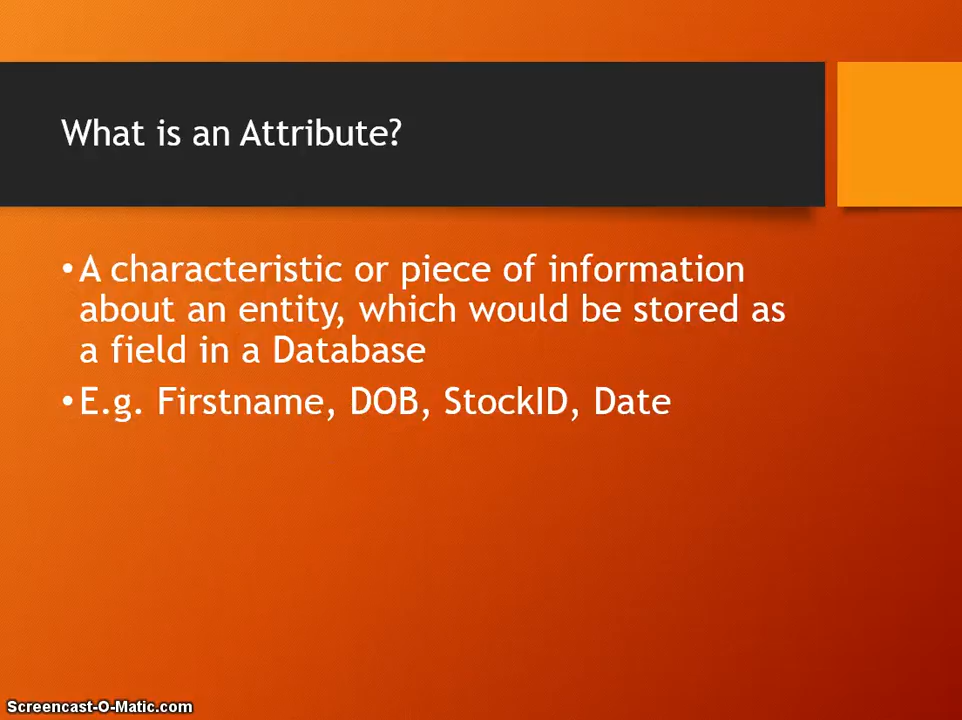 What is an Attribute?
•A characteristic or piece of information
about an entity, which would be stored as
a field in a Database
•E.g. Firstname, DOB, StockID, Date
Screencast-O-Matic.com